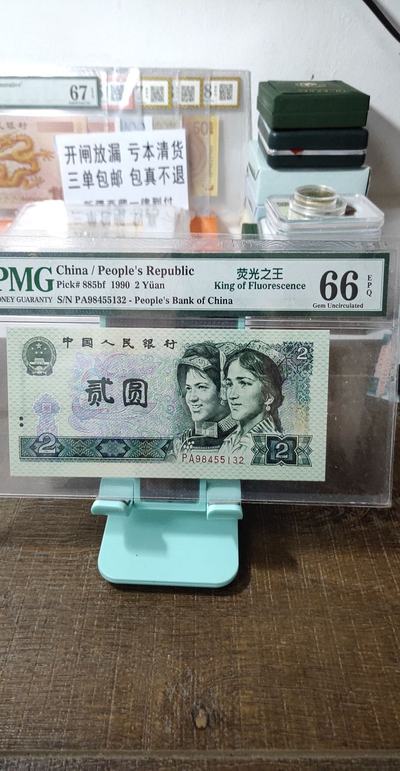 67
开闸放漏 亏本清货
三单包邮 包真不退
PMG
China / People's Republic
Pick# 885bf 1990 2 Yüan
S/N PA98455132 - People's Bank of China
荧光之王
King of Fluorescence
66
EPQ
Gem Uncirculated
中国人民银行
贰圆
2
2
2
PA98455132